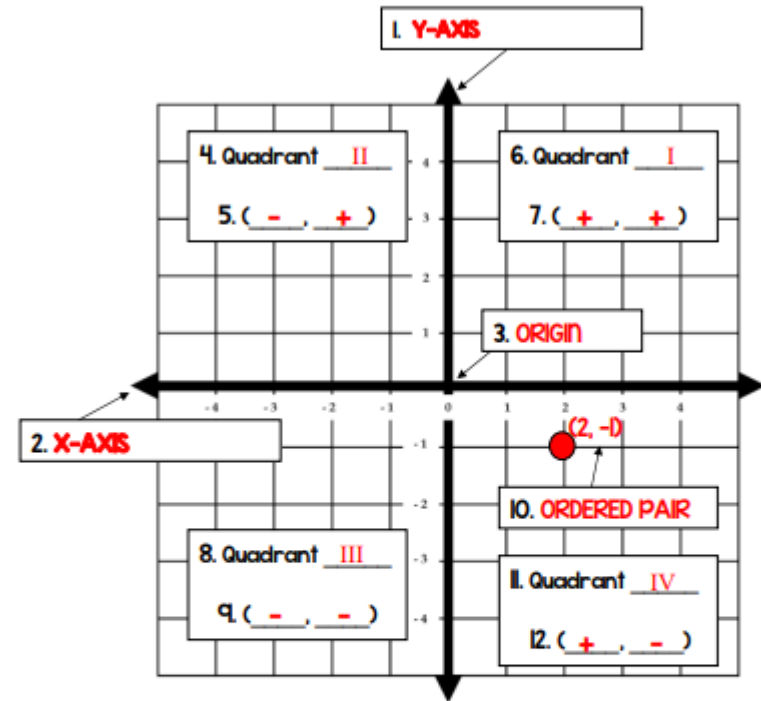 1. Y-AXIS
4. Quadrant II
5. (-, +)
6. Quadrant I
7. (+, +)
4
3
2
1
3. ORIGIN
-4 -3 -2 -1 0 1 2 3 4
2. X-AXIS
(2, -1)
-1
-2
10. ORDERED PAIR
-3
-4
8. Quadrant III
9. (-, -)
11. Quadrant IV
12. (+, -)